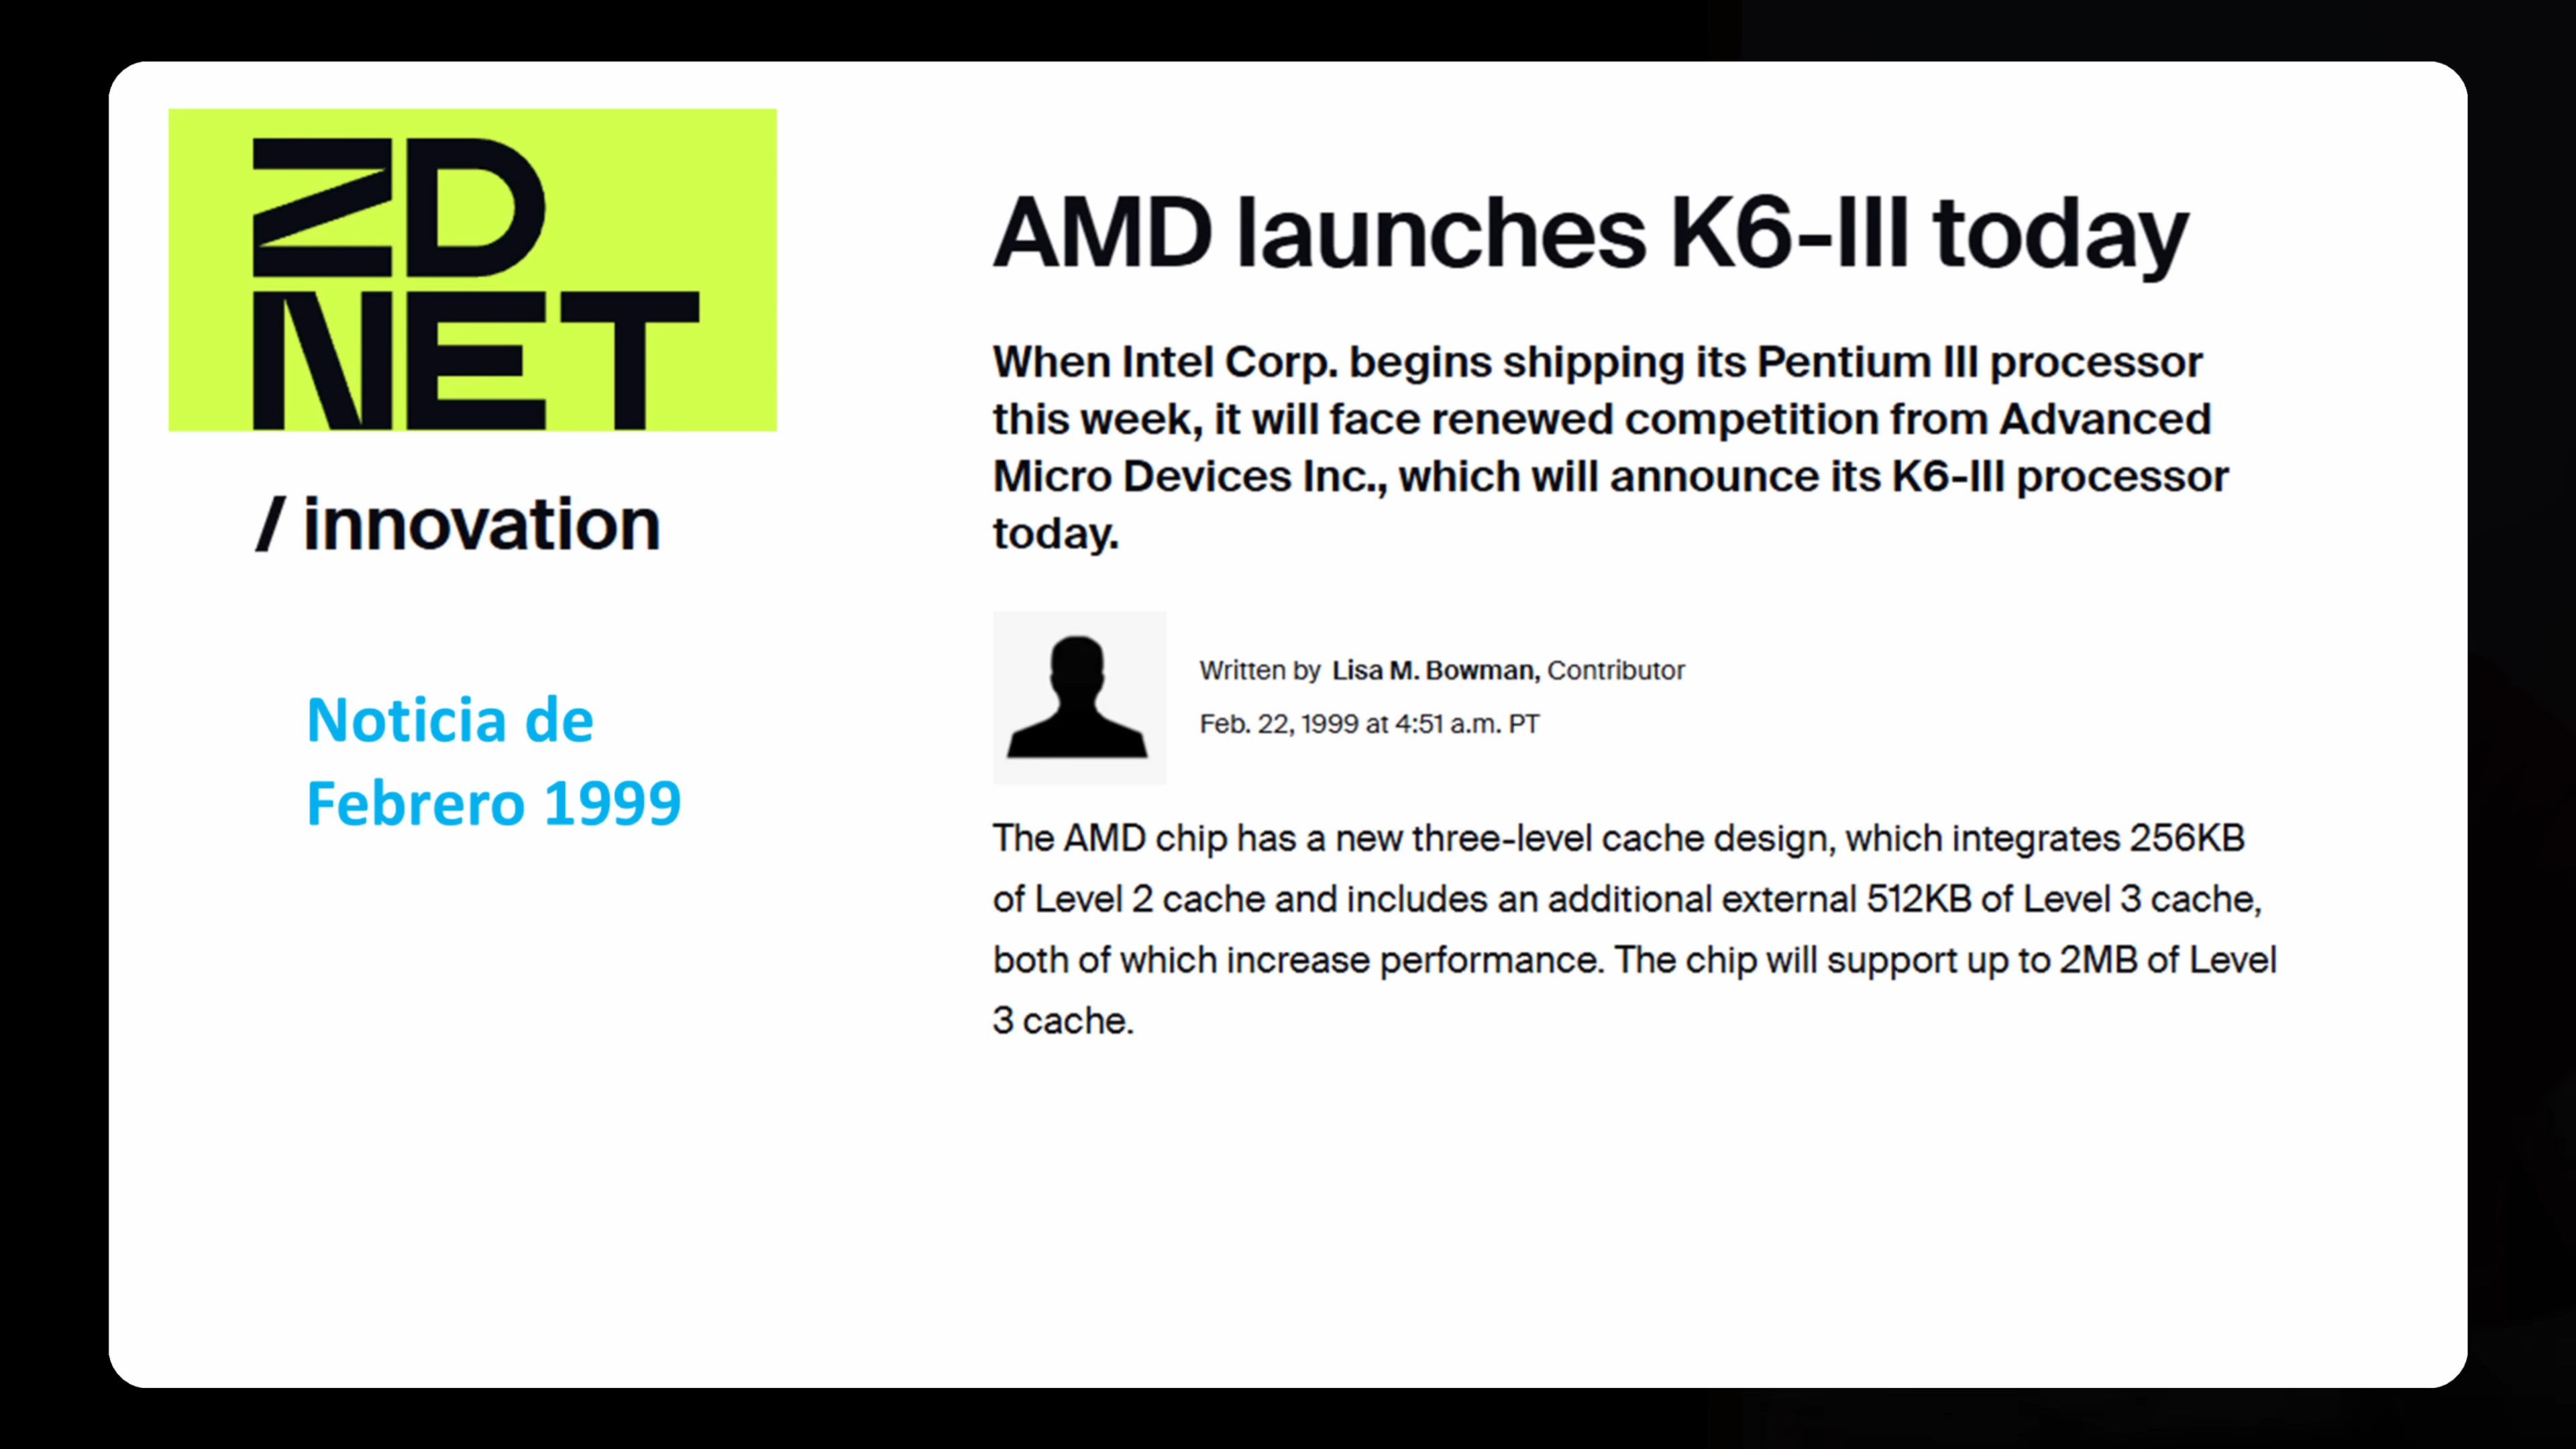 ZD
NET
/ innovation
Noticia de
Febrero 1999
AMD launches K6-III today
When Intel Corp. begins shipping its Pentium III processor
this week, it will face renewed competition from Advanced
Micro Devices Inc., which will announce its K6-III processor
today.
Written by Lisa M. Bowman, Contributor
Feb. 22, 1999 at 4:51 a.m. PT
The AMD chip has a new three-level cache design, which integrates 256KB
of Level 2 cache and includes an additional external 512KB of Level 3 cache,
both of which increase performance. The chip will support up to 2MB of Level
3 cache.